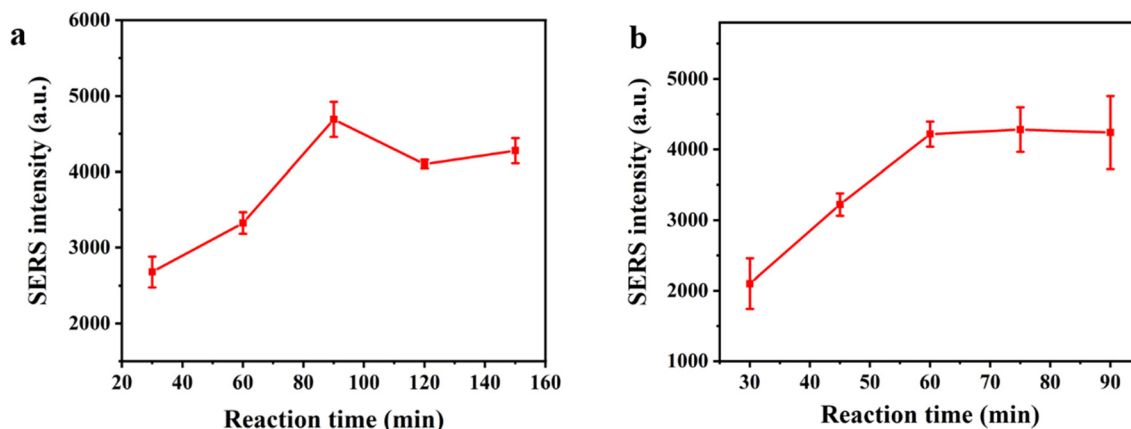 a
6000
5000
4000
3000
2000
SERS intensity (a.u.)
20 40 60 80 100 120 140 160
Reaction time (min)
b
5000
4000
3000
2000
1000
SERS intensity (a.u.)
30 40 50 60 70 80 90
Reaction time (min)